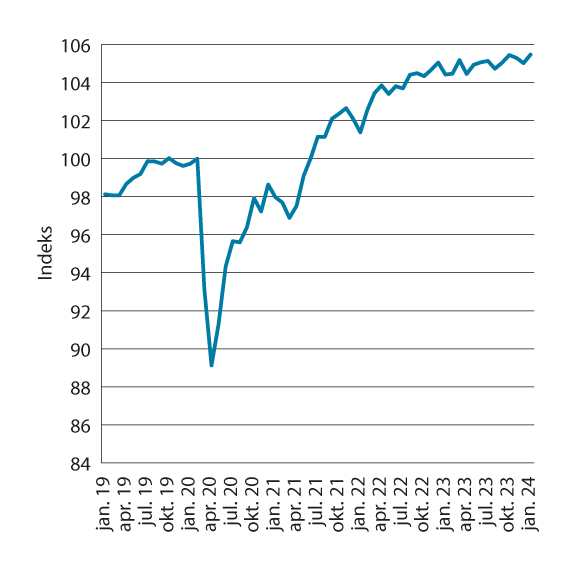 106
104
102
100
98
96
94
92
90
88
86
84
Indeks
jan. 19
apr. 19
jul. 19
okt. 19
jan. 20
apr. 20
jul. 20
okt. 20
jan. 21
apr. 21
jul. 21
okt. 21
jan. 22
apr. 22
jul. 22
okt. 22
jan. 23
apr. 23
jul. 23
okt. 23
jan. 24